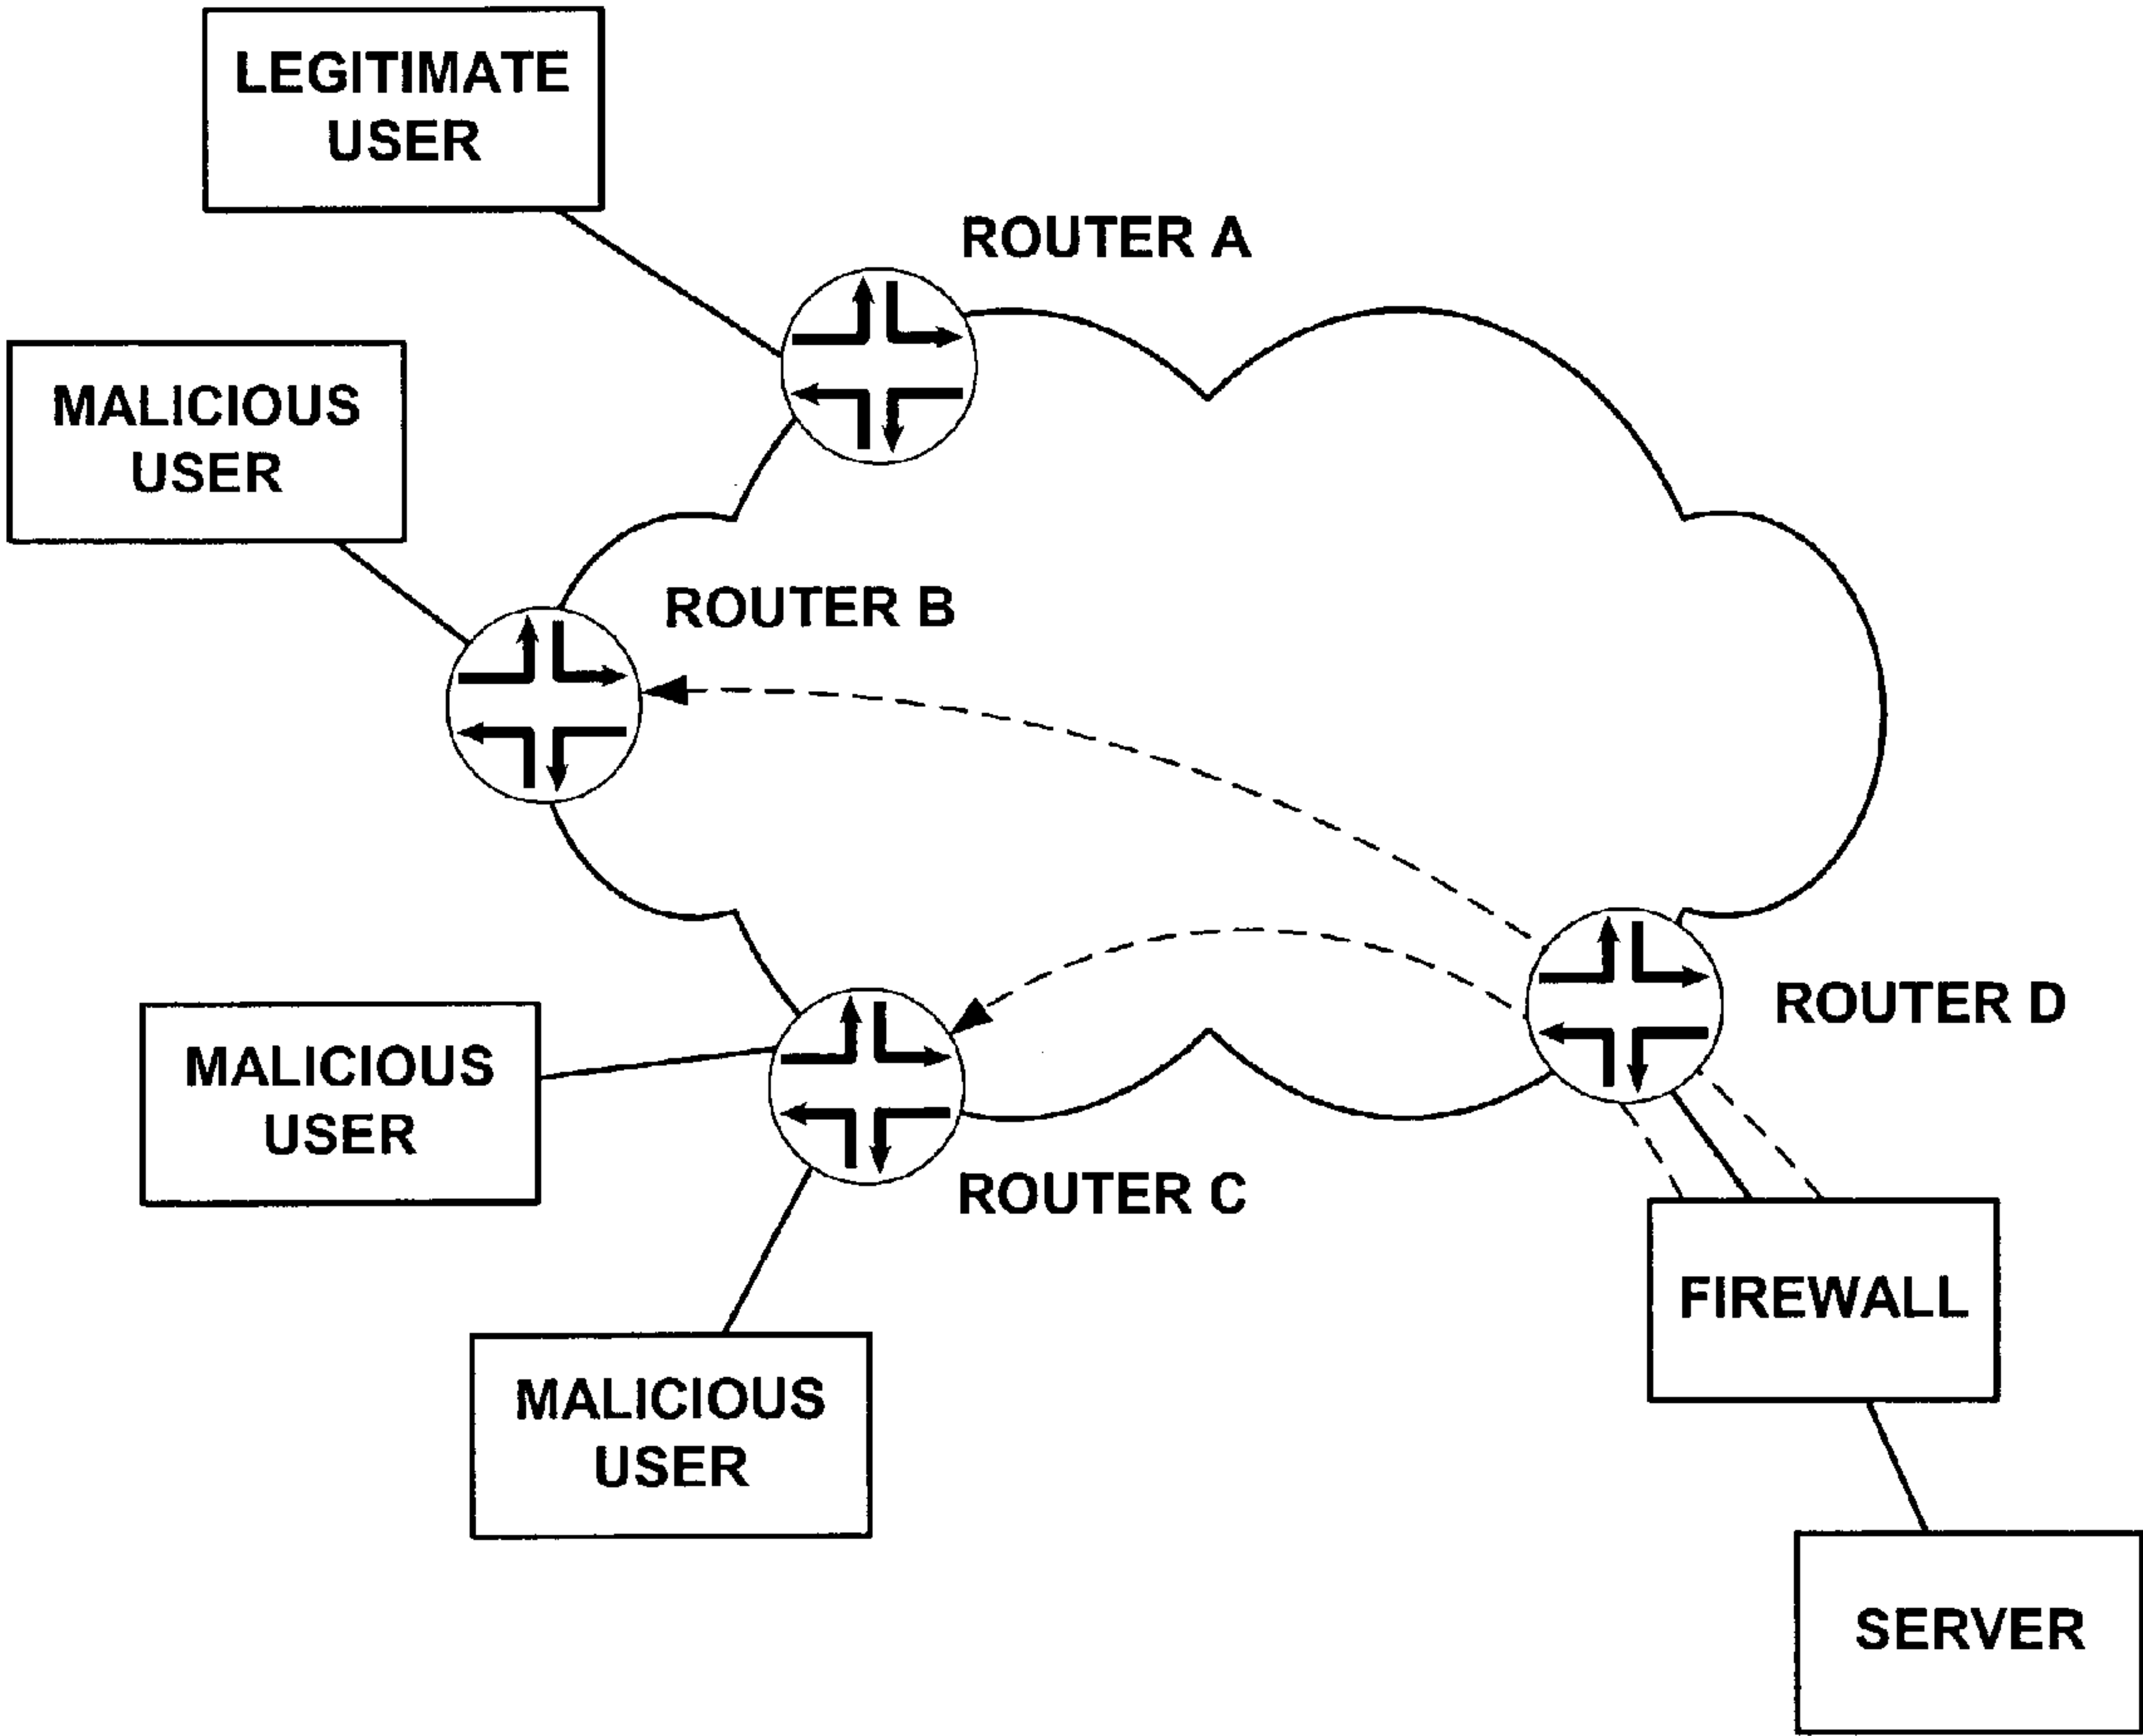 LEGITIMATE
USER
ROUTER A
MALICIOUS
USER
ROUTER B
MALICIOUS
USER
ROUTER C
ROUTER D
MALICIOUS
USER
FIREWALL
SERVER